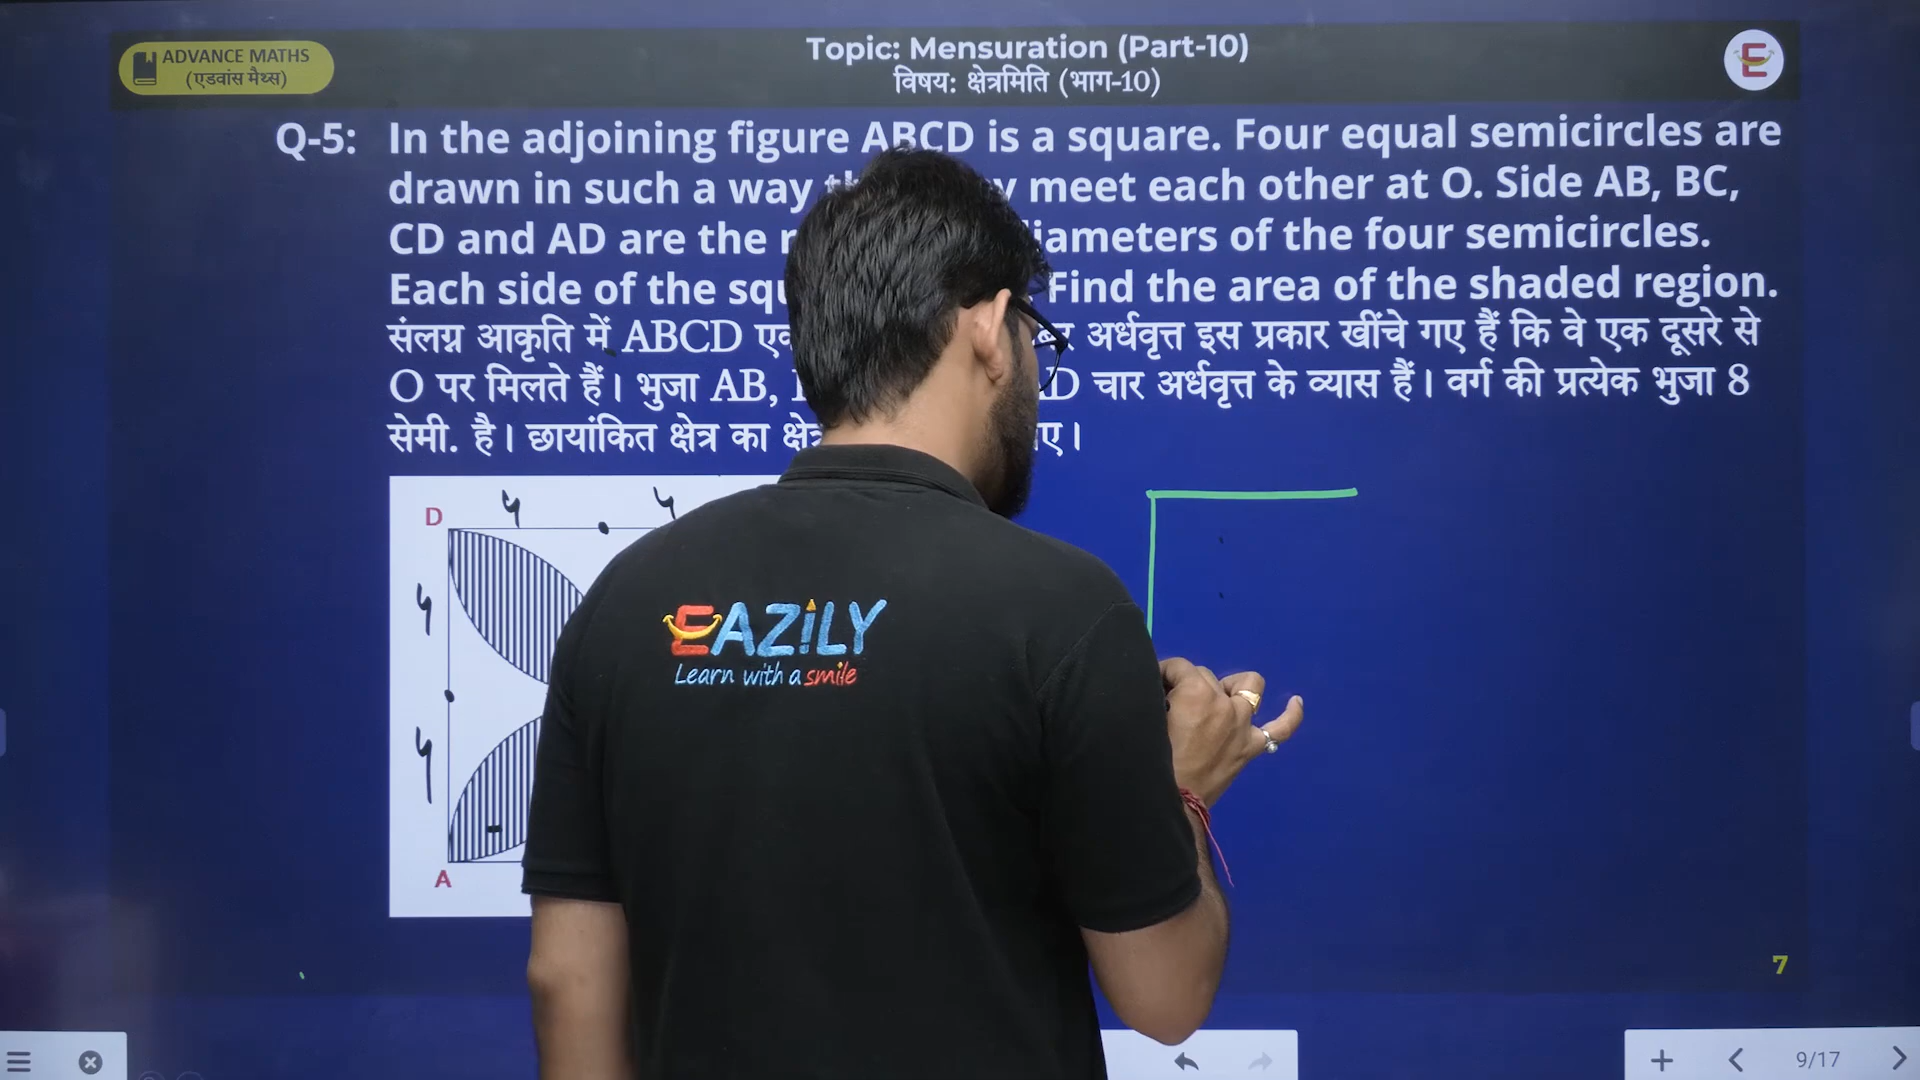 ADVANCE MATHS
(एडवांस मैथ्स)
Topic: Mensuration (Part-10)
विषय: क्षेत्रमिति (भाग-10)
E
Q-5: In the adjoining figure ABCD is a square. Four equal semicircles are
drawn in such a way meet each other at O. Side AB, BC,
CD and AD are the diameters of the four semicircles.
Each side of the Find the area of the shaded region.
संलग्न आकृति में ABCD अर्धवृत्त इस प्रकार खींचे गए हैं कि वे एक दूसरे से
O पर मिलते हैं। भुजा AB, AD चार अर्धवृत्त के व्यास हैं। वर्ग की प्रत्येक भुजा 8
सेमी. है। छायांकित क्षेत्र का
4 4
D
4
4
A
EAZILY
Learn with a smile
7
9/17